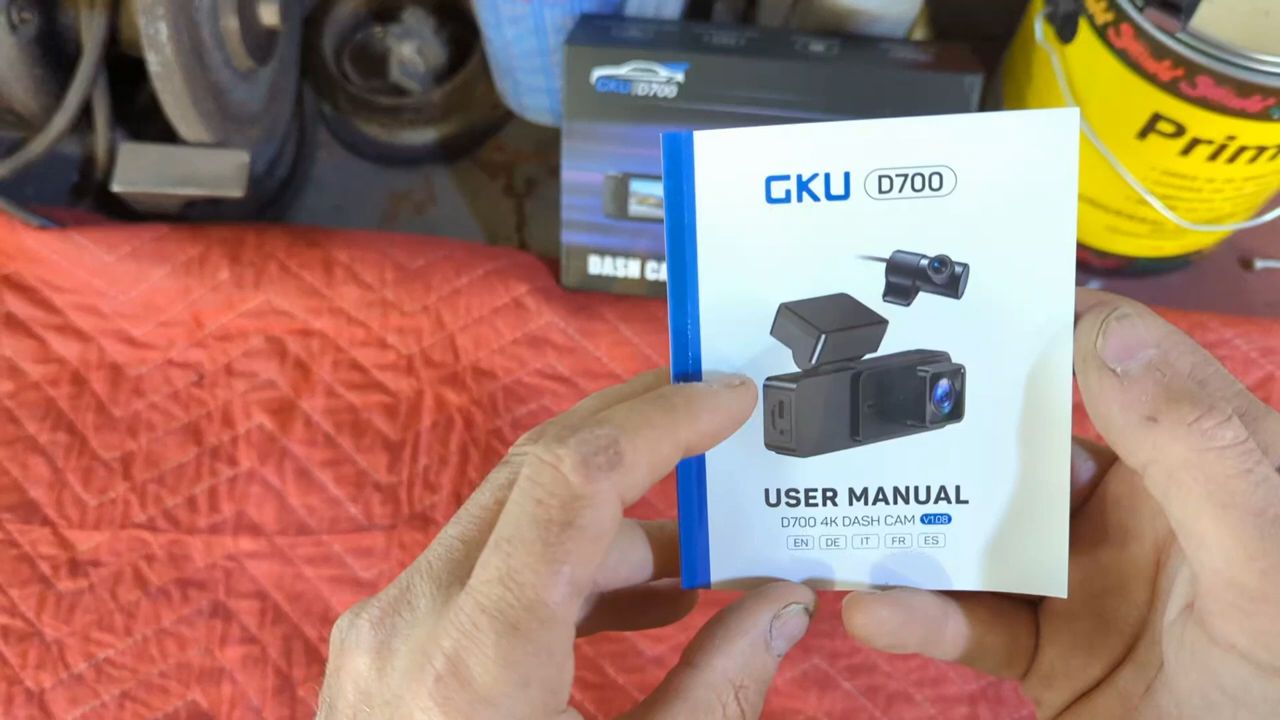 GKU D700
DASH CA
GKU D700
USER MANUAL
D700 4K DASH CAM V1.08
EN DE IT FR ES
Prim